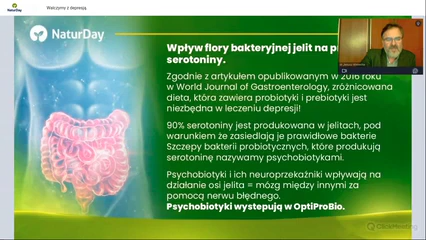 NaturDay
Walczymy z depresją
NaturDay
Wpływ flory bakteryjnej jelit na
serotoniny.
Zgodnie z artykułem opublikowanym w 2016 roku
w World Journal of Gastroenterology, zróżnicowana
dieta, która zawiera probiotyki i prebiotyki jest
niezbędna w leczeniu depresji!
90% serotoniny jest produkowana w jelitach, pod
warunkiem że zasiedlają je prawidłowe bakterie
Szczepy bakterii probiotycznych, które produkują
serotoninę nazywamy psychobiotykami.
Psychobiotyki i ich neuroprzekaźniki wpływają na
działanie osi jelita = mózg między innymi za
pomocą nerwu błędnego.
Psychobiotyki wystepują w OptiProBio.
ClickMeeting